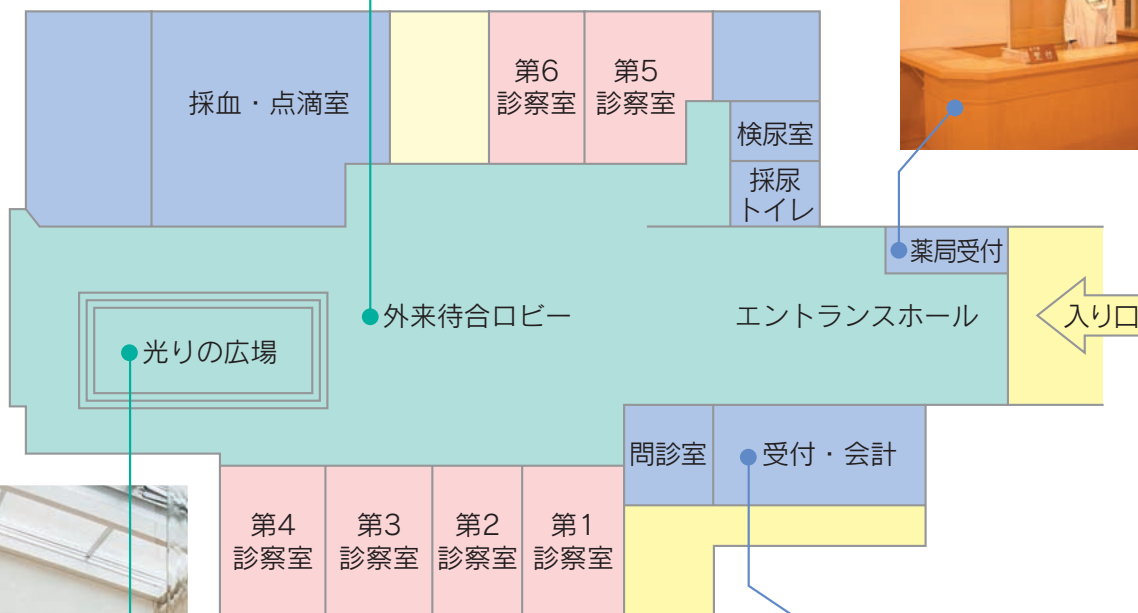 第6
診察室
第5
診察室
採血・点滴室
検尿室
採尿
トイレ
薬局受付
外来待合ロビー
エントランスホール
入り口
光りの広場
問診室
受付・会計
第4
診察室
第3
診察室
第2
診察室
第1
診察室